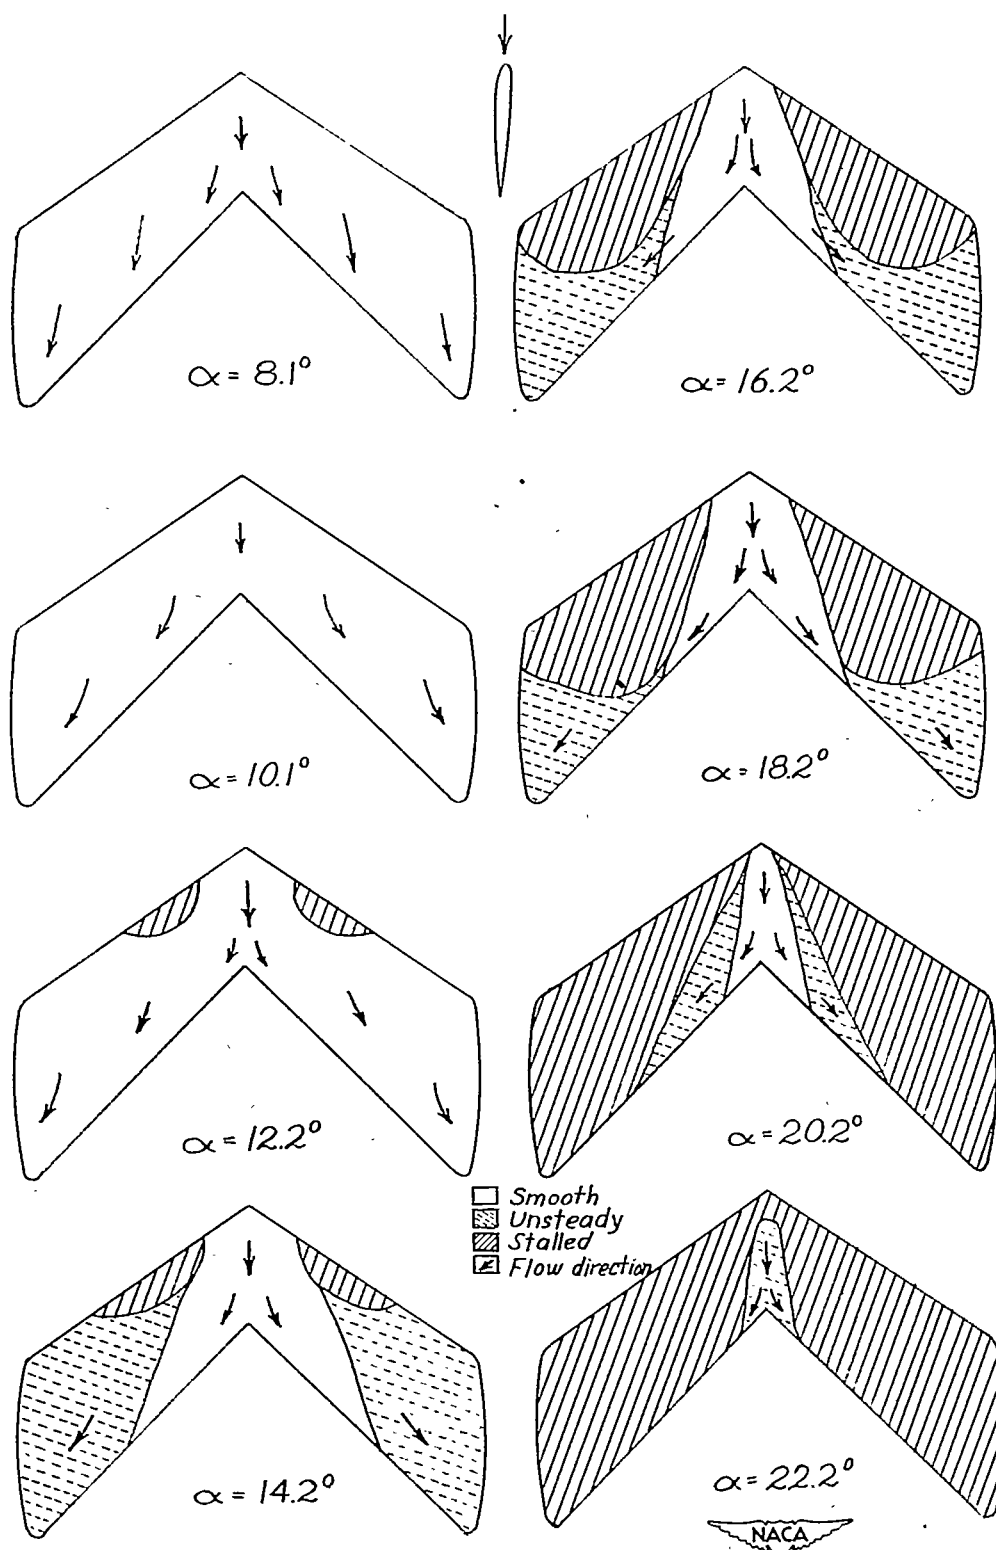 α = 8.1°
α = 16.2°
α = 10.1°
α = 18.2°
α = 12.2°
α = 20.2°
Smooth
Unsteady
Stalled
Flow direction
α = 14.2°
α = 22.2°
NACA